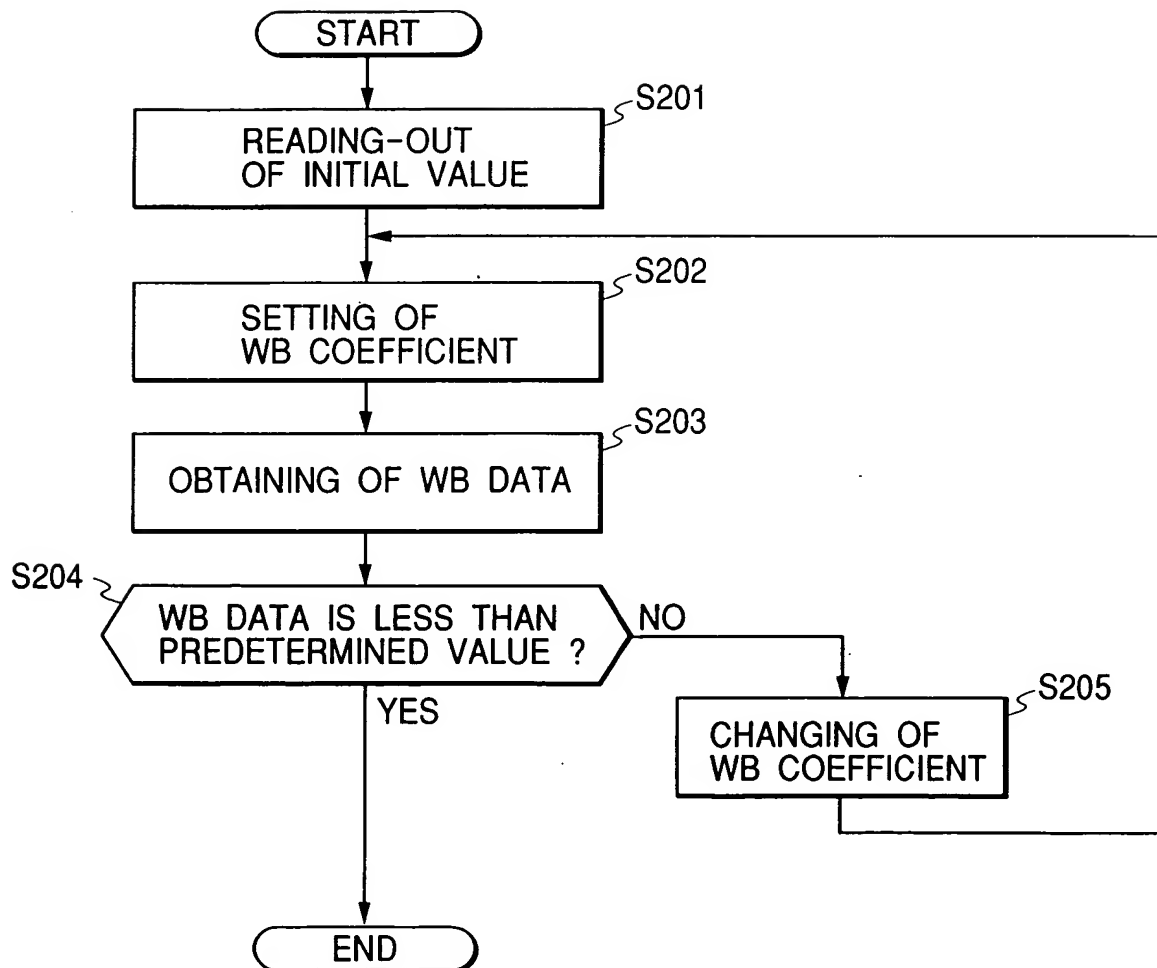 START
S201
READING-OUT
OF INITIAL VALUE
S202
SETTING OF
WB COEFFICIENT
S203
OBTAINING OF WB DATA
S204
WB DATA IS LESS THAN
PREDETERMINED VALUE ?
NO
YES
S205
CHANGING OF
WB COEFFICIENT
END